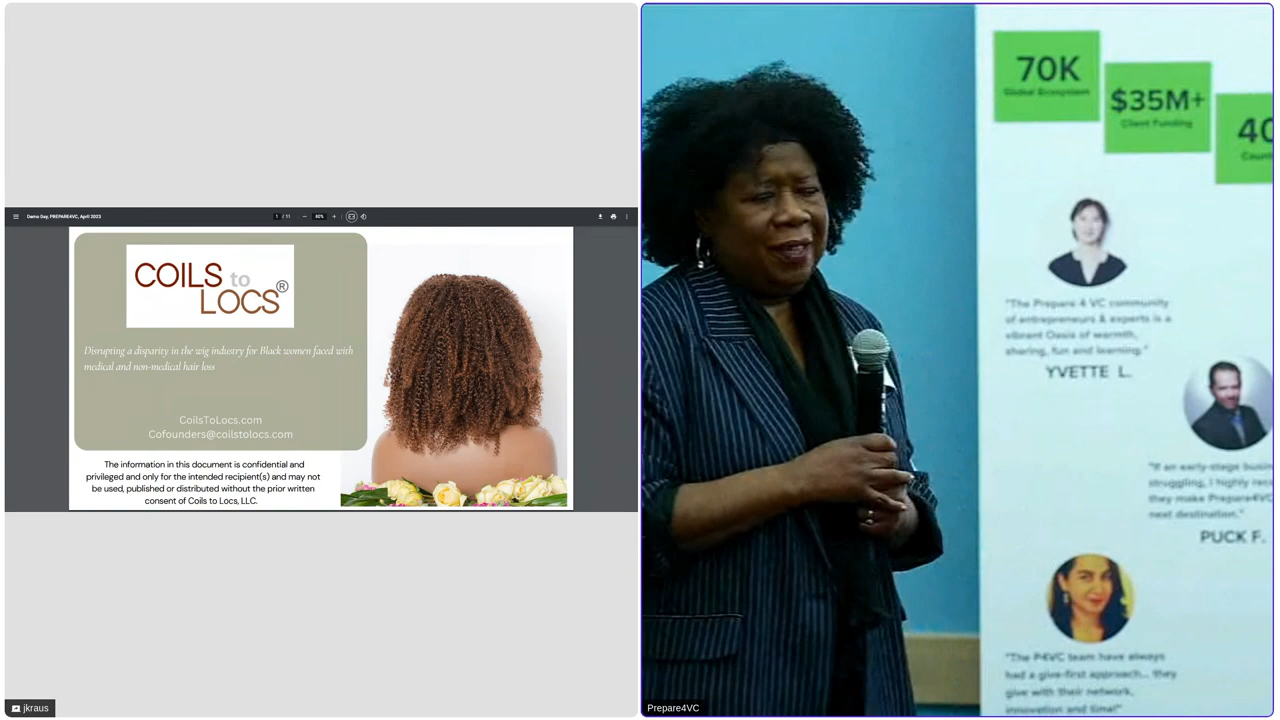 Demo Day, PREPARE4VC, April 2023
1 / 11
80%
COILS to
LOCS®
Disrupting a disparity in the wig industry for Black women faced with
medical and non-medical hair loss
CoilsToLocs.com
Cofounders@coilstolocs.com
The information in this document is confidential and
privileged and only for the intended recipient(s) and may not
be used, published or distributed without the prior written
consent of Coils to Locs, LLC.
jkraus
70K
Global Ecosystem
$35M+
Client Funding
40
"The Prepare 4 VC community
of entrepreneurs & experts is a
vibrant Oasis of warmth,
sharing, fun and learning."
YVETTE L.
"If an early-stage
struggling, I highly
they make Prepare4VC
next destination."
PUCK F.
"The P4VC team have always
had a give-first approach... they
give with their network,
innovation and time!"
Prepare4VC